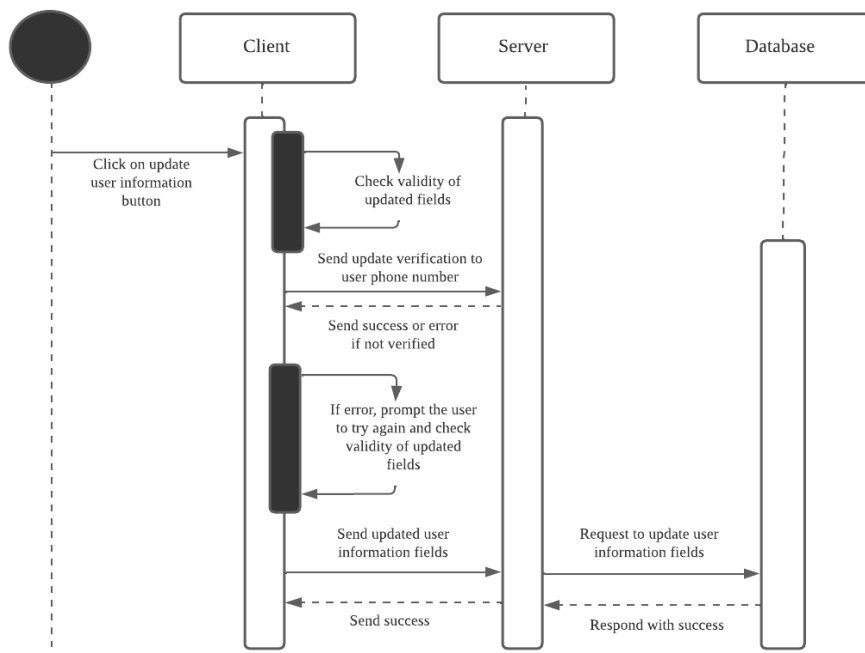 Client
Server
Database
Click on update
user information
button
Check validity of
updated fields
Send update verification to
user phone number
Send success or error
if not verified
If error, prompt the user
to try again and check
validity of updated
fields
Send updated user
information fields
Request to update user
information fields
Send success
Respond with success